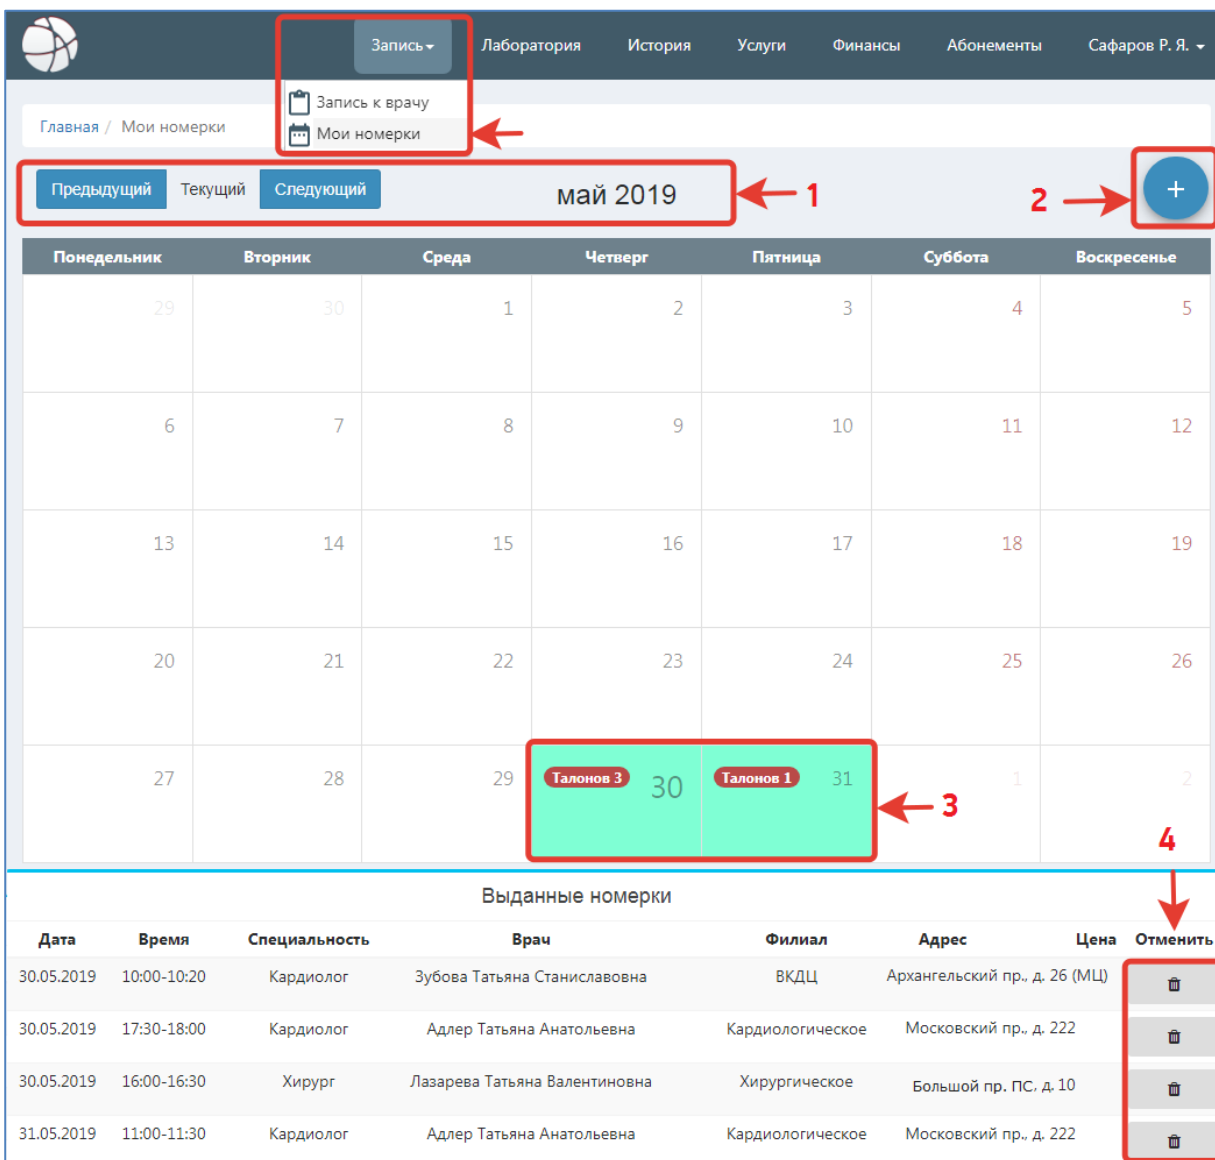 Запись Лаборатория История Услуги Финансы Абонементы Сафаров Р. Я.
Запись к врачу
Главная / Мои номерки
Мои номерки
Предыдущий Текущий Следующий май 2019 1 2 +
Понедельник Вторник Среда Четверг Пятница Суббота Воскресенье
29 30 1 2 3 4 5
6 7 8 9 10 11 12
13 14 15 16 17 18 19
20 21 22 23 24 25 26
27 28 29 Талонов 3 30 Талонов 1 31 1 2
3
4
Выданные номерки
Дата Время Специальность Врач Филиал Адрес Цена Отменить
30.05.2019 10:00-10:20 Кардиолог Зубова Татьяна Станиславовна ВКДЦ Архангельский пр., д. 26 (МЦ)
30.05.2019 17:30-18:00 Кардиолог Адлер Татьяна Анатольевна Кардиологическое Московский пр., д. 222
30.05.2019 16:00-16:30 Хирург Лазарева Татьяна Валентиновна Хирургическое Большой пр. ПС, д. 10
31.05.2019 11:00-11:30 Кардиолог Адлер Татьяна Анатольевна Кардиологическое Московский пр., д. 222